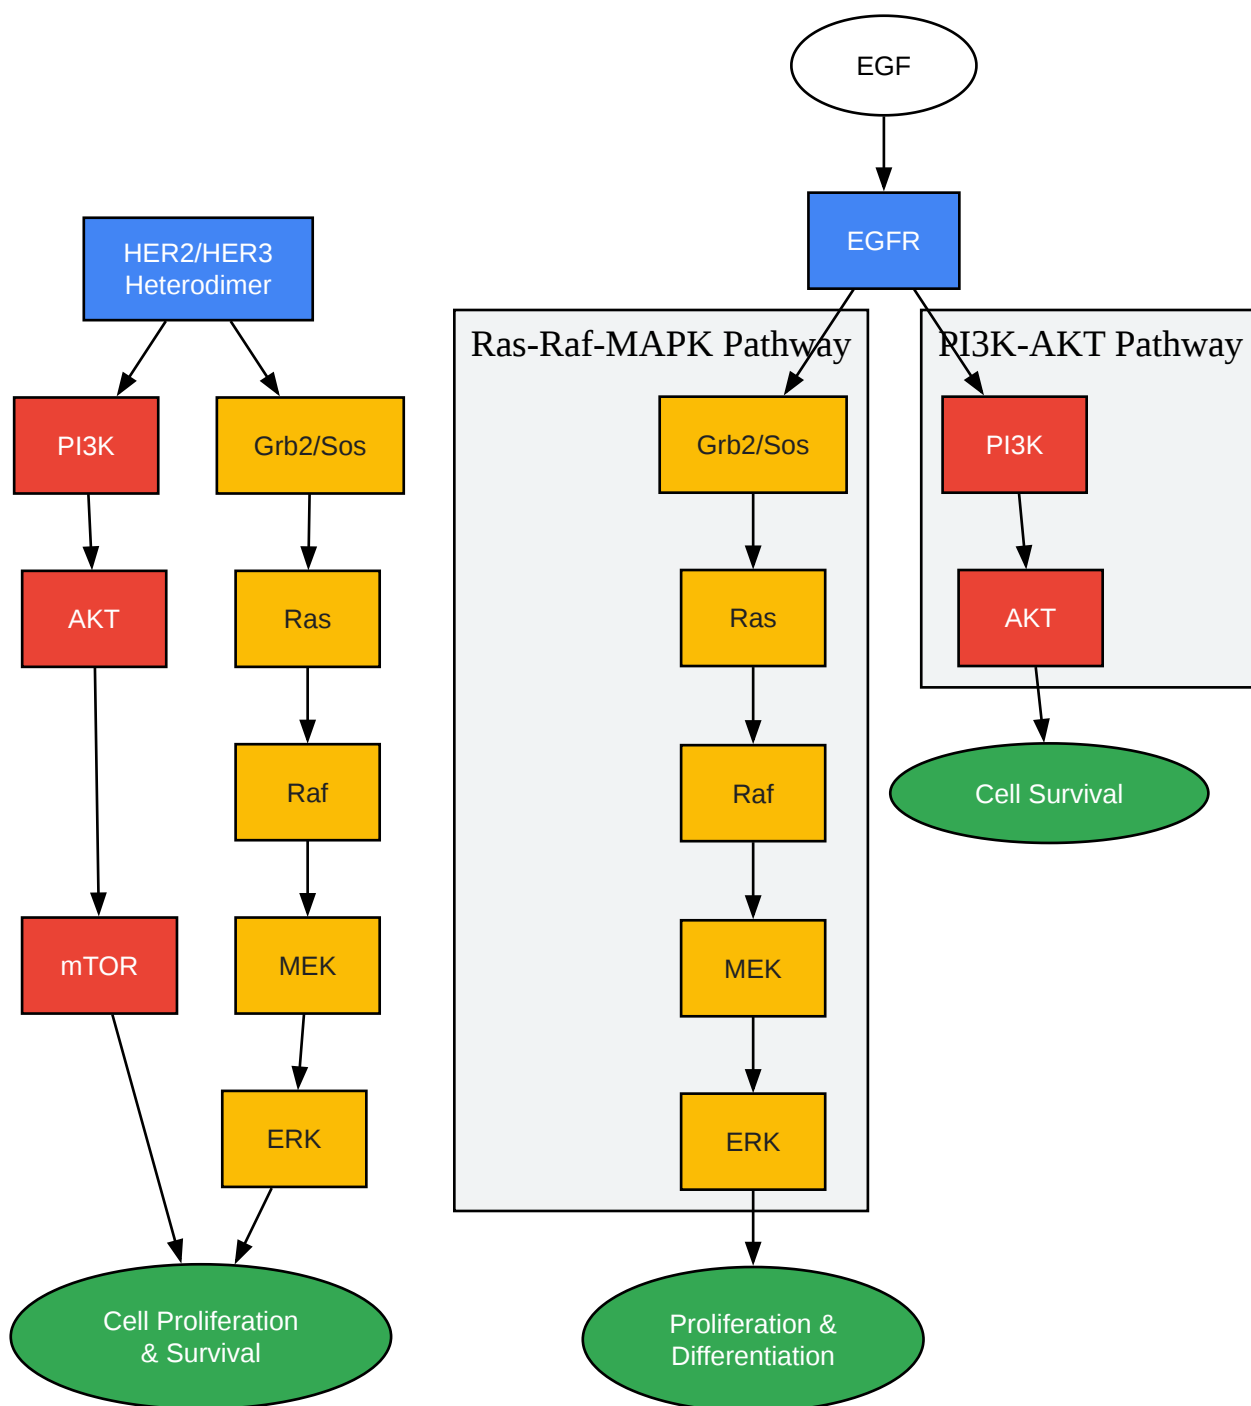 EGF
EGFR
HER2/HER3
Heterodimer
Ras-Raf-MAPK Pathway
PI3K-AKT Pathway
PI3K
Grb2/Sos
Grb2/Sos
PI3K
AKT
Ras
Ras
AKT
Raf
Raf
Cell Survival
mTOR
MEK
MEK
ERK
ERK
Cell Proliferation
& Survival
Proliferation &
Differentiation